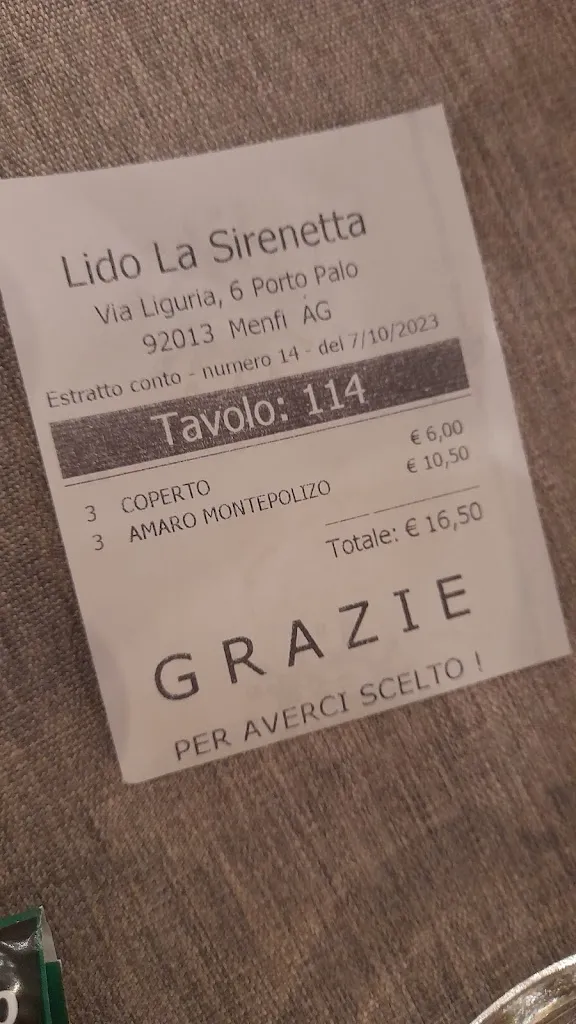 Lido La Sirenetta
Via Liguria, 6 Porto Palo
92013 Menfi AG
Estratto conto - numero 14 - del 7/10/2023
Tavolo: 114
3 COPERTO € 6,00
3 AMARO MONTEPOLIZO € 10,50
Totale: € 16,50
GRAZIE
PER AVERCI SCELTO !